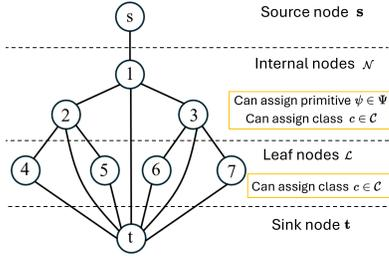 s
Source node s
1
Internal nodes 𝒩
2
3
Can assign primitive ψ ∈ Ψ
Can assign class c ∈ 𝒞
Leaf nodes ℒ
4
5
6
7
Can assign class c ∈ 𝒞
t
Sink node t